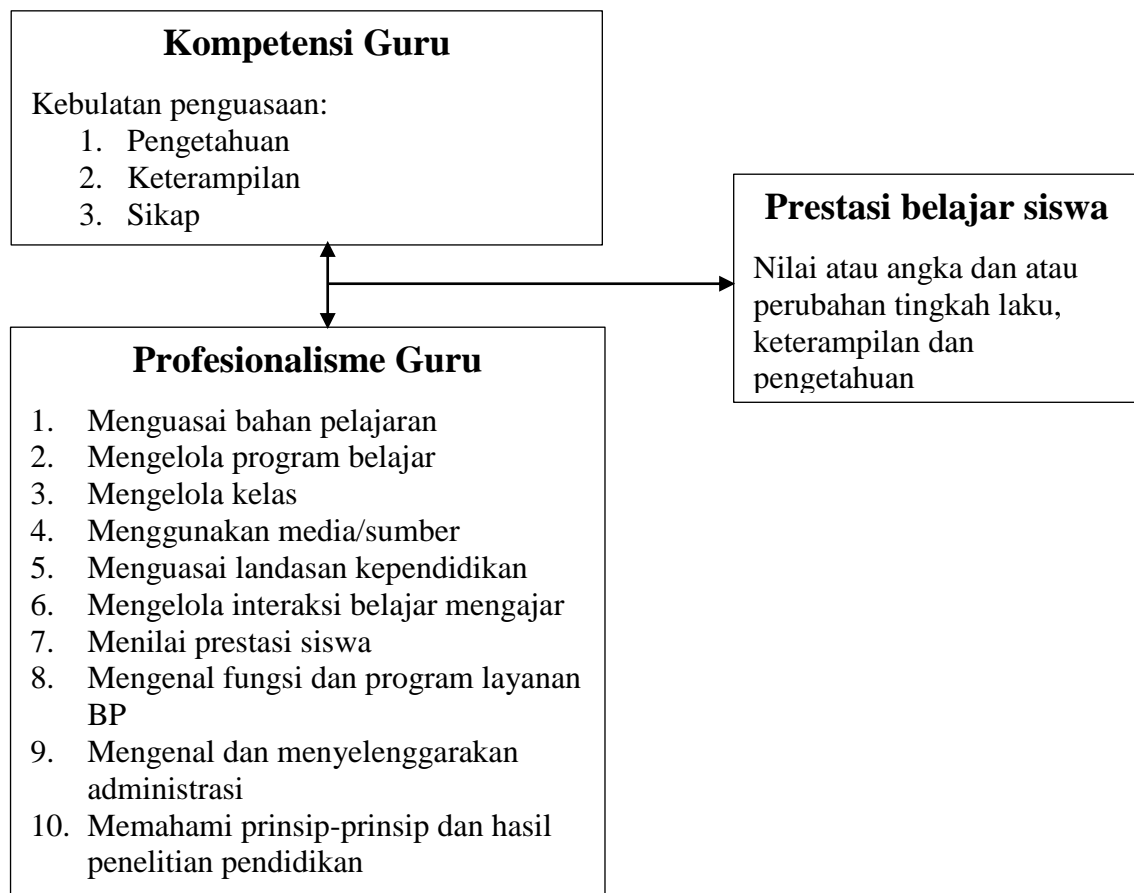 Kompetensi Guru
Kebulatan penguasaan:
1. Pengetahuan
2. Keterampilan
3. Sikap
Prestasi belajar siswa
Nilai atau angka dan atau
perubahan tingkah laku,
keterampilan dan
pengetahuan
Profesionalisme Guru
1. Menguasai bahan pelajaran
2. Mengelola program belajar
3. Mengelola kelas
4. Menggunakan media/sumber
5. Menguasai landasan kependidikan
6. Mengelola interaksi belajar mengajar
7. Menilai prestasi siswa
8. Mengenal fungsi dan program layanan
BP
9. Mengenal dan menyelenggarakan
administrasi
10. Memahami prinsip-prinsip dan hasil
penelitian pendidikan